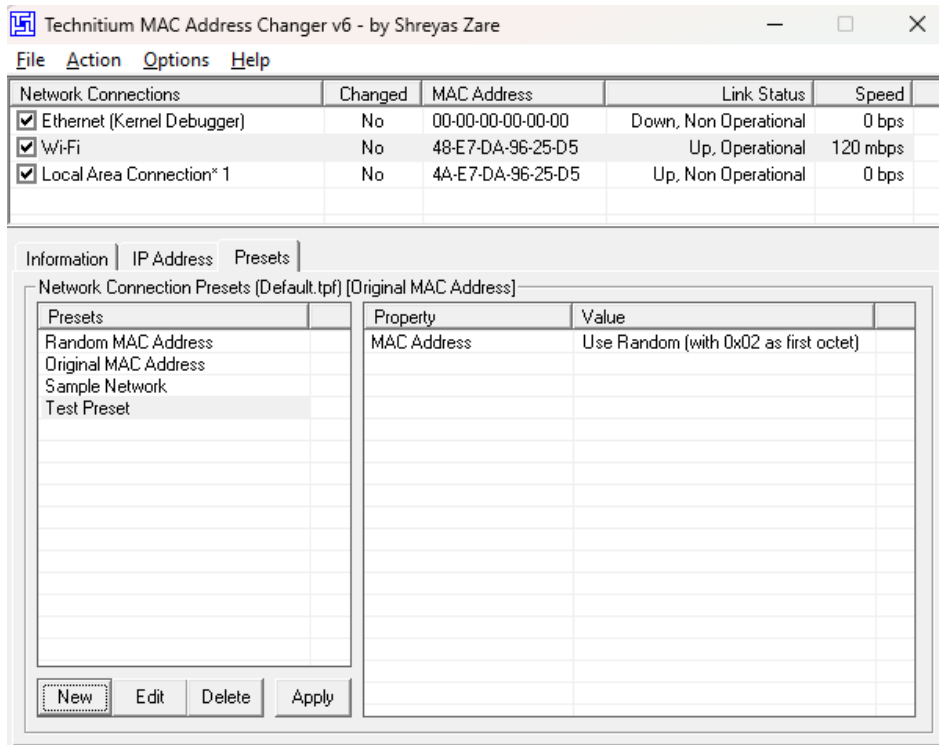 Technitium MAC Address Changer v6 - by Shreyas Zare
File Action Options Help
Network Connections Changed MAC Address Link Status Speed
Ethernet (Kernel Debugger) No 00-00-00-00-00-00 Down, Non Operational 0 bps
Wi-Fi No 48-E7-DA-96-25-D5 Up, Operational 120 mbps
Local Area Connection* 1 No 4A-E7-DA-96-25-D5 Up, Non Operational 0 bps
Information IP Address Presets
Network Connection Presets (Default.tpf) [Original MAC Address]
Presets Property Value
Random MAC Address MAC Address Use Random (with 0x02 as first octet)
Original MAC Address
Sample Network
Test Preset
New Edit Delete Apply